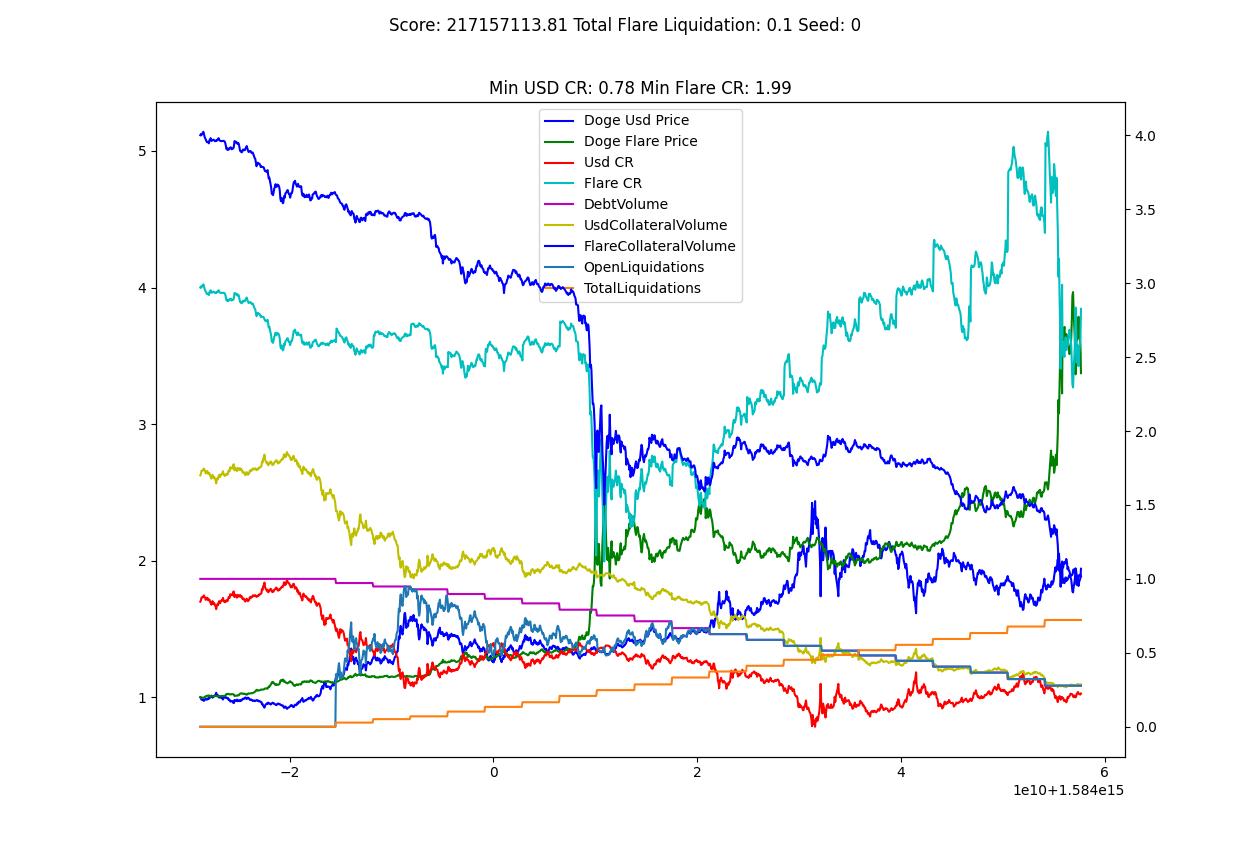 Score: 217157113.81 Total Flare Liquidation: 0.1 Seed: 0
Min USD CR: 0.78 Min Flare CR: 1.99
Doge Usd Price
Doge Flare Price
Usd CR
Flare CR
DebtVolume
UsdCollateralVolume
FlareCollateralVolume
OpenLiquidations
TotalLiquidations
5
4
3
2
1
4.0
3.5
3.0
2.5
2.0
1.5
1.0
0.5
0.0
−2 0 2 4 6
1e10+1.584e15